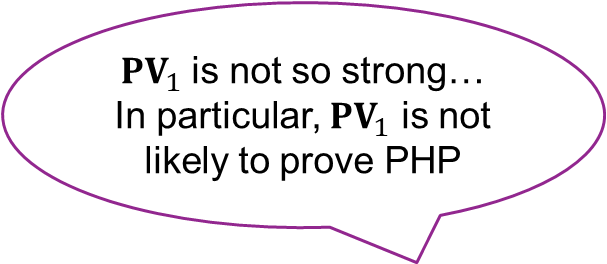 𝐏𝐕₁ is not so strong…
In particular, 𝐏𝐕₁ is not
likely to prove PHP